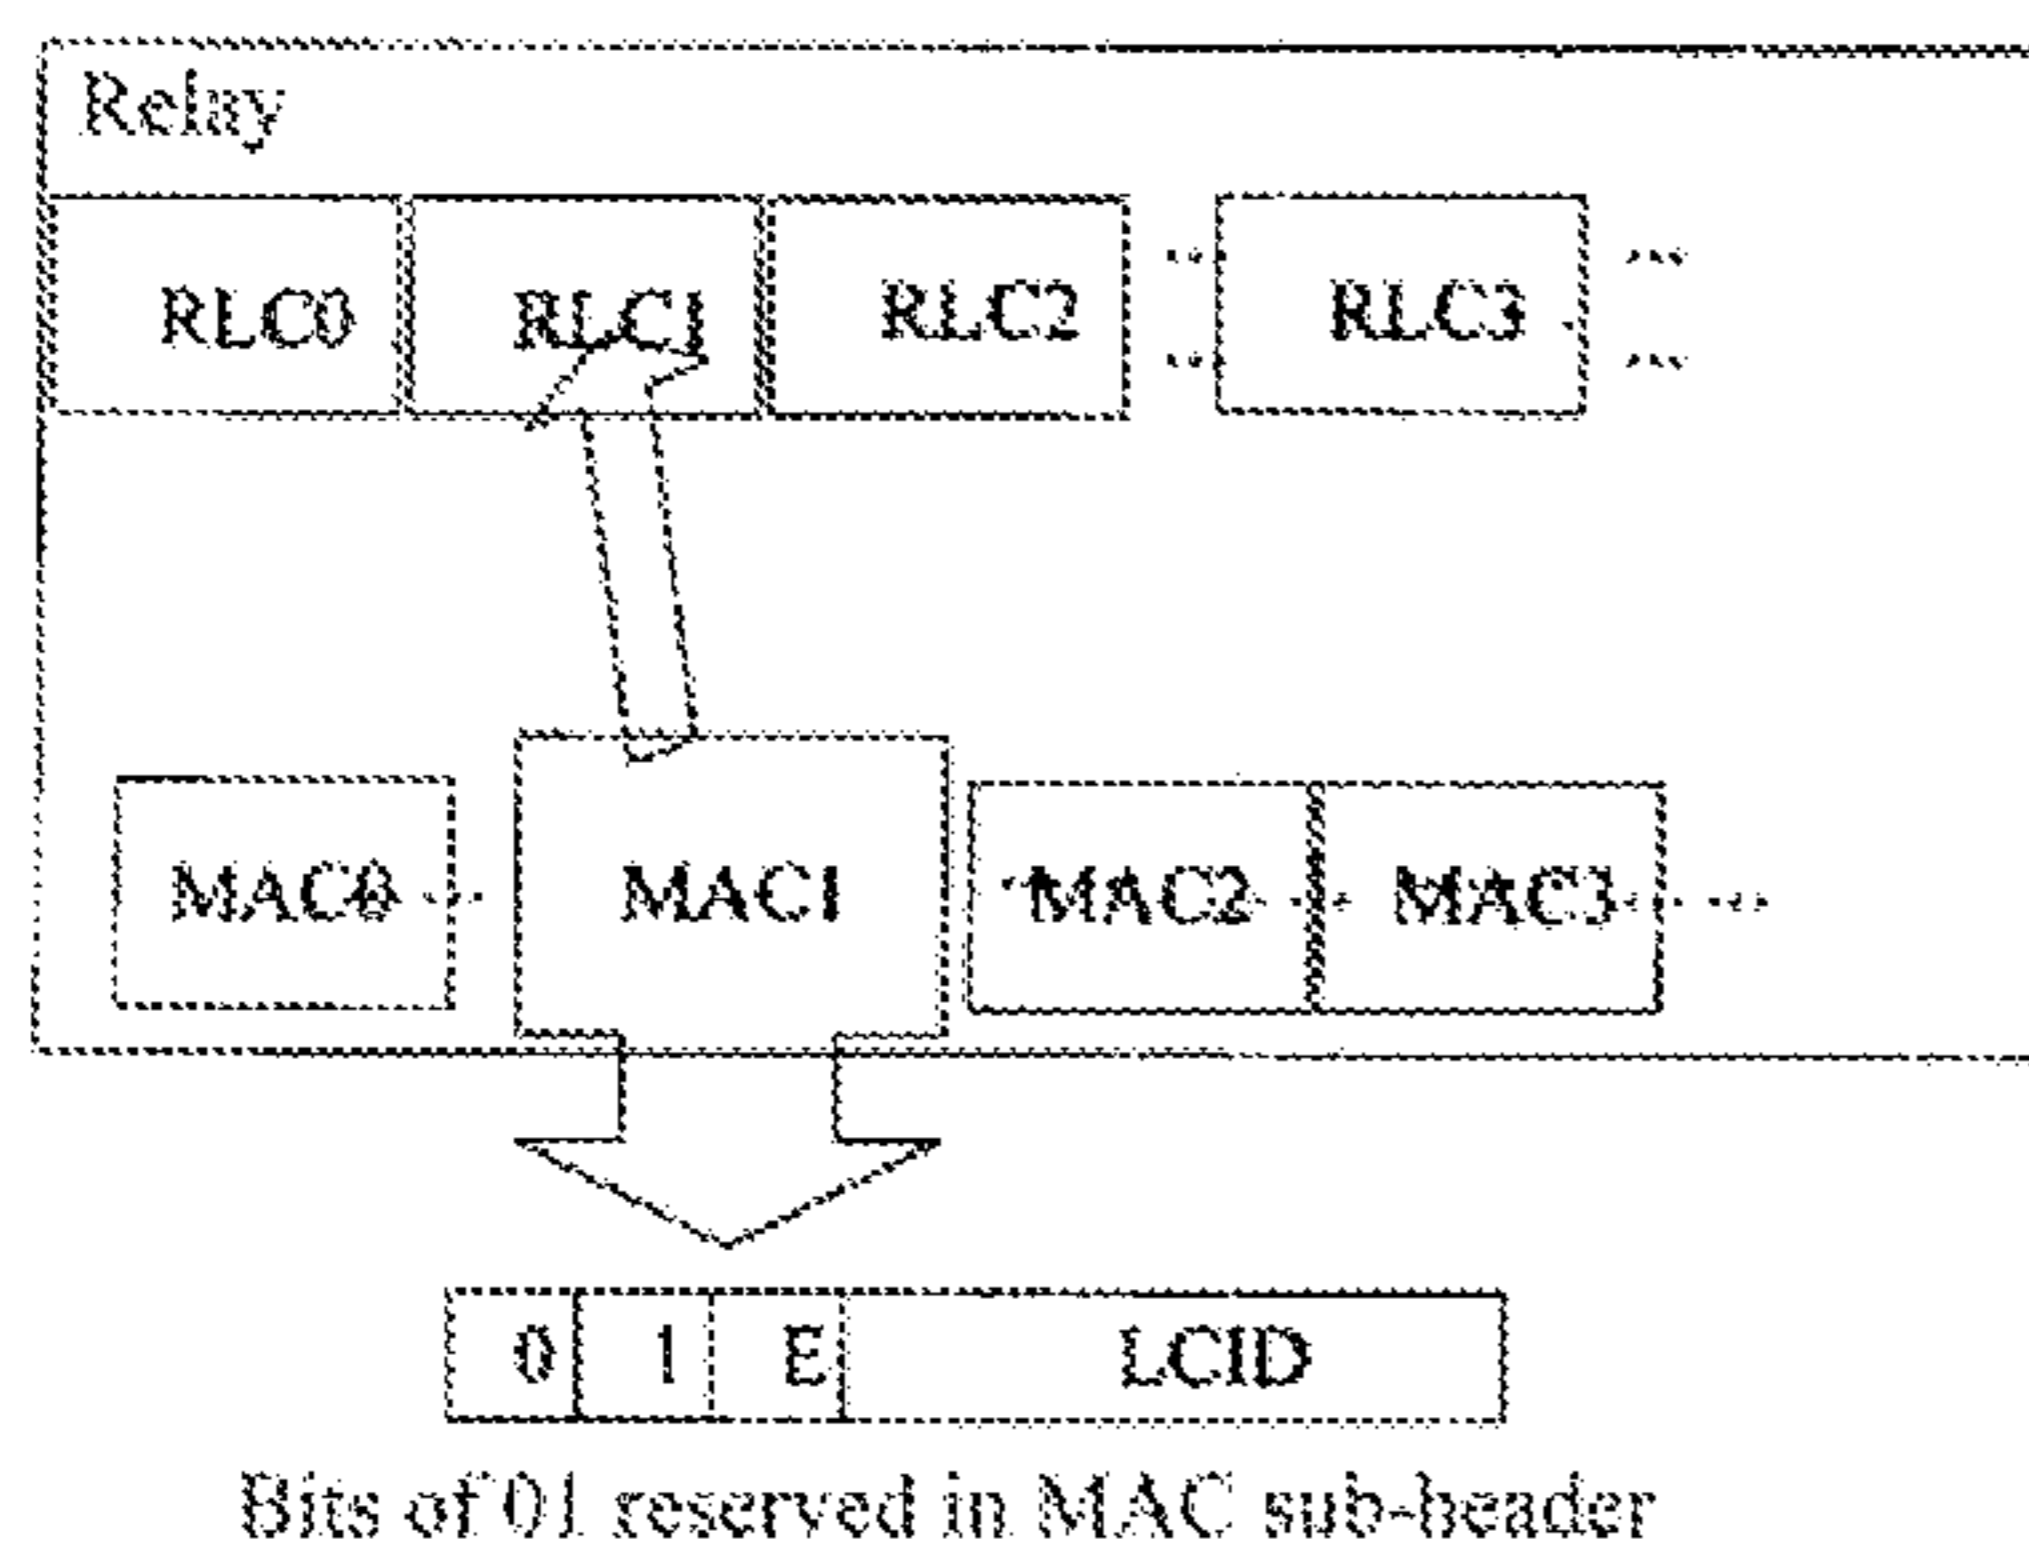 Relay
RLC0 RLC1 RLC2 ... RLC3 ...
MAC0 ... MAC1 MAC2 ... MAC3 ...
0 1 E LCID
Bits of 01 reserved in MAC sub-header